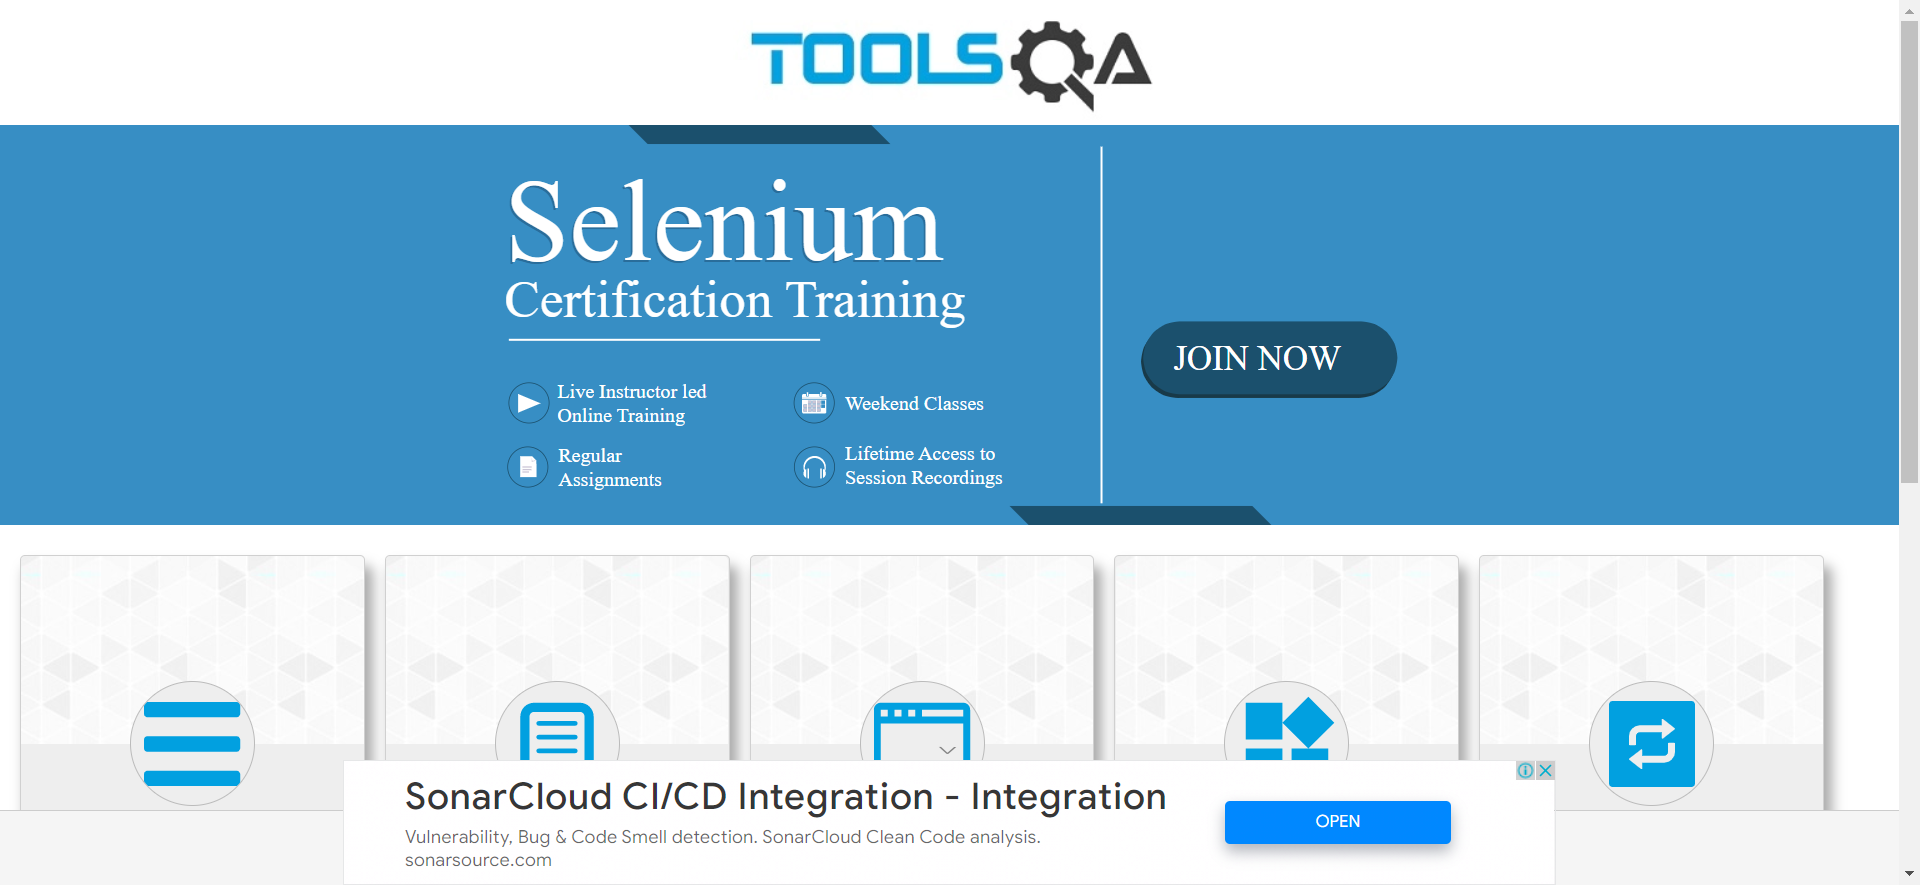 TOOLSQA
Selenium
Certification Training
JOIN NOW
Live Instructor led
Online Training
Weekend Classes
Regular
Assignments
Lifetime Access to
Session Recordings
SonarCloud CI/CD Integration - Integration
Vulnerability, Bug & Code Smell detection. SonarCloud Clean Code analysis.
sonarsource.com
OPEN